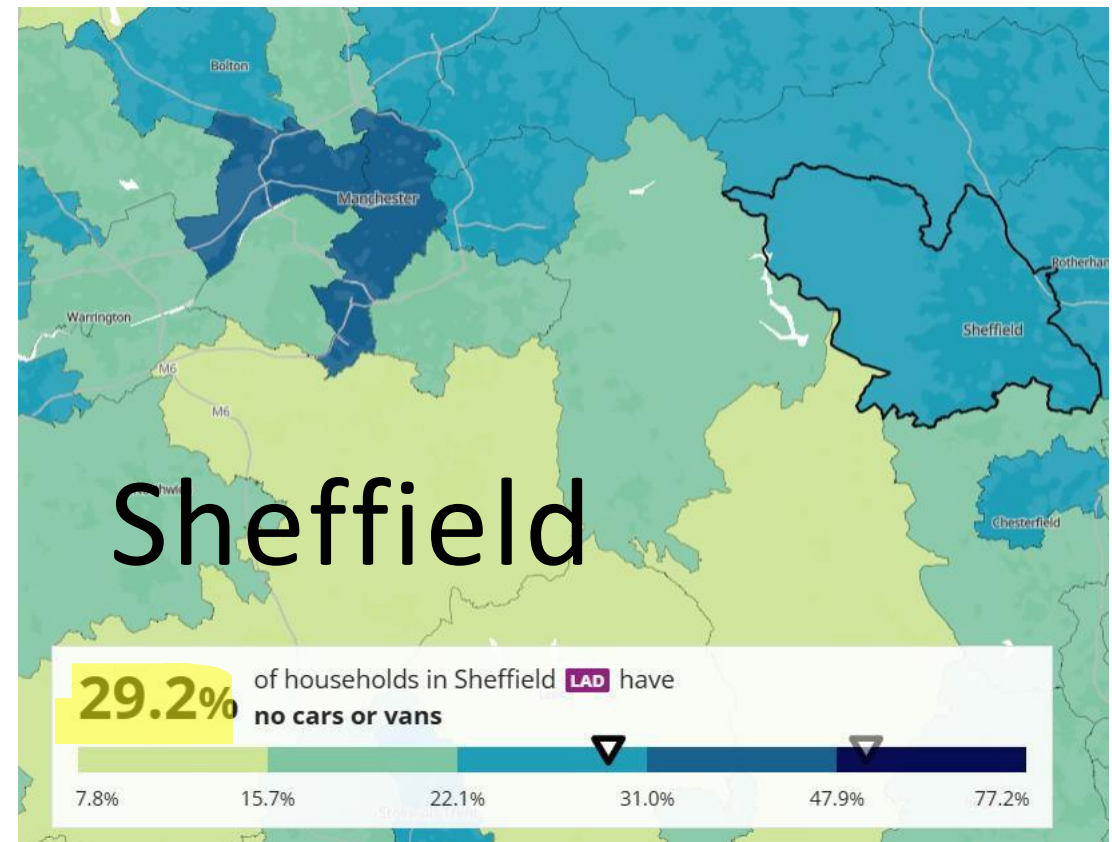 Bolton
Manchester
Rotherhar
Warrington
Sheffield
M6
M6
Sheffield
Chesterfield
29.2%
of households in Sheffield LAD have
no cars or vans
7.8% 15.7% 22.1% 31.0% 47.9% 77.2%